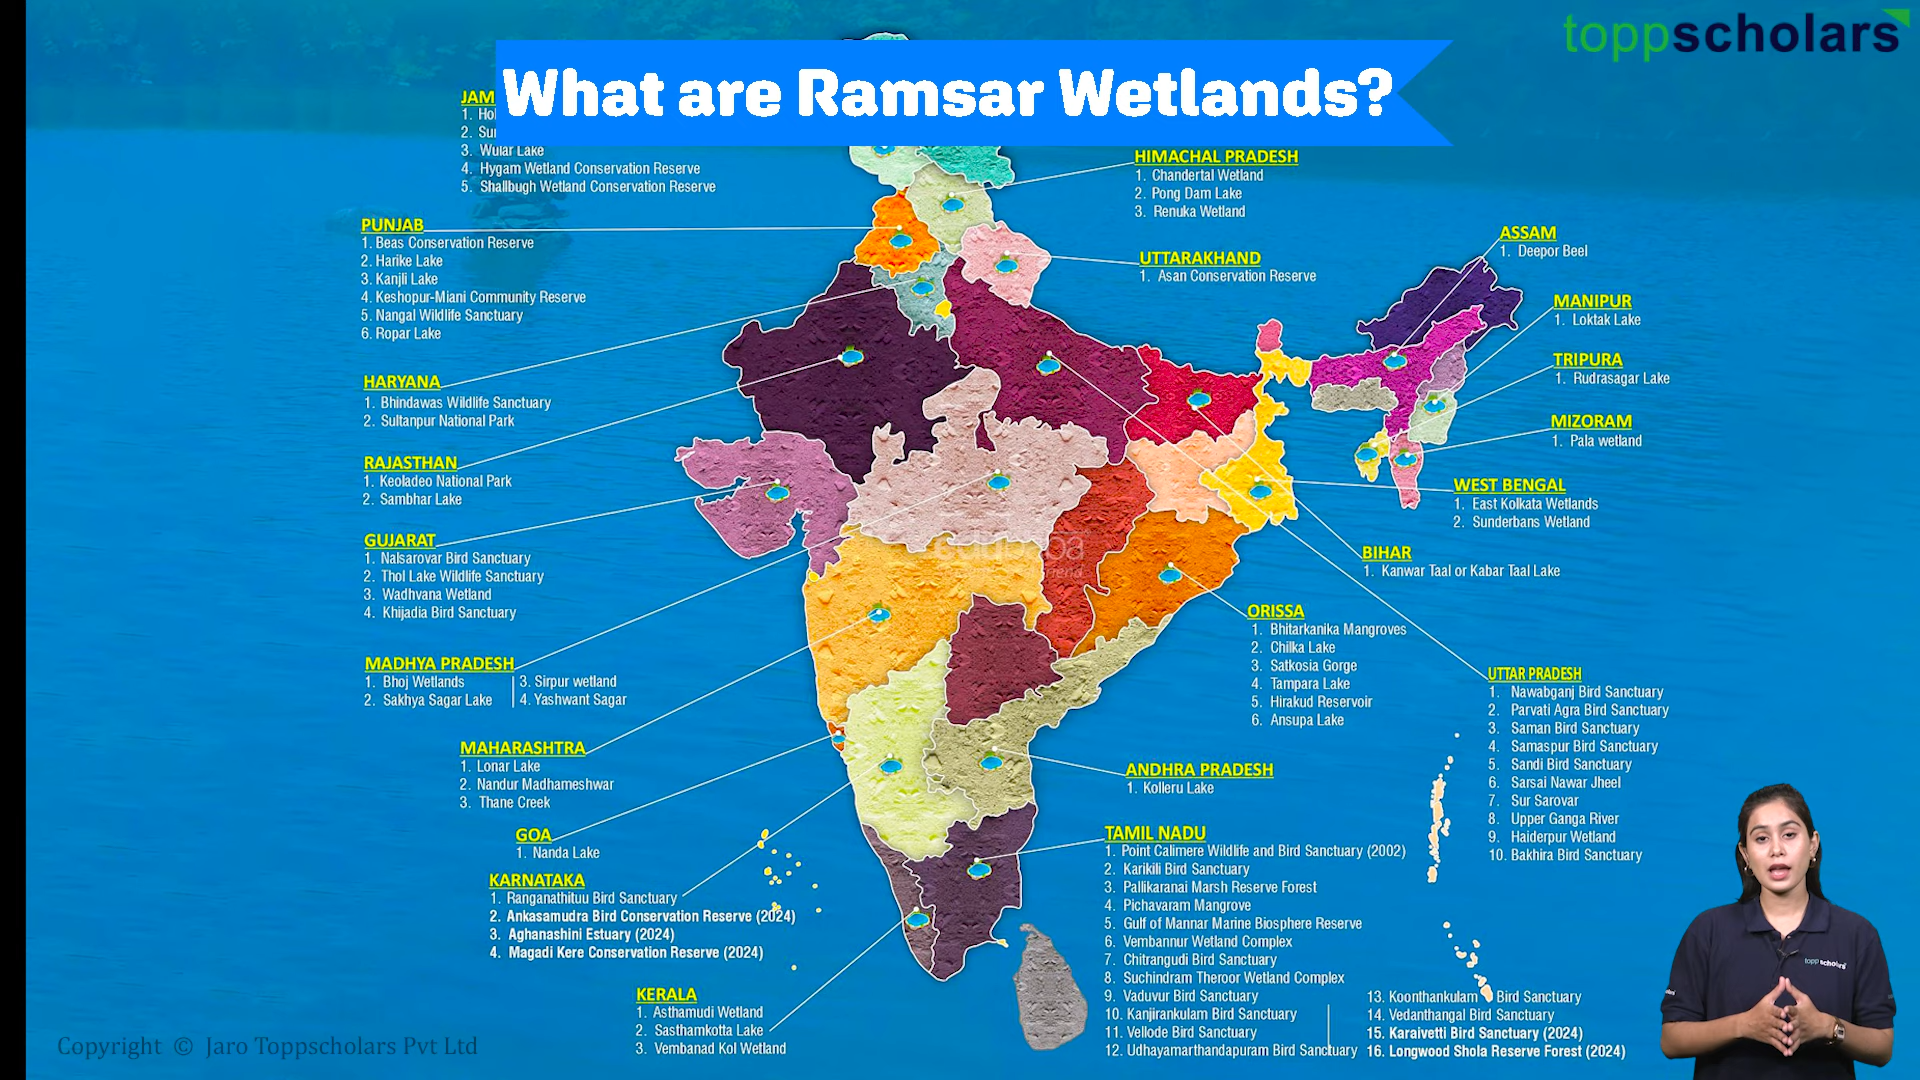 toppscholars
What are Ramsar Wetlands?
JAM
1. Hol
2. Sur
3. Wular Lake
4. Hygam Wetland Conservation Reserve
5. Shallbugh Wetland Conservation Reserve
HIMACHAL PRADESH
1. Chandertal Wetland
2. Pong Dam Lake
3. Renuka Wetland
PUNJAB
1. Beas Conservation Reserve
2. Harike Lake
3. Kanjli Lake
4. Keshopur-Miani Community Reserve
5. Nangal Wildlife Sanctuary
6. Ropar Lake
UTTARAKHAND
1. Asan Conservation Reserve
ASSAM
1. Deepor Beel
MANIPUR
1. Loktak Lake
TRIPURA
1. Rudrasagar Lake
MIZORAM
1. Pala wetland
HARYANA
1. Bhindawas Wildlife Sanctuary
2. Sultanpur National Park
RAJASTHAN
1. Keoladeo National Park
2. Sambhar Lake
WEST BENGAL
1. East Kolkata Wetlands
2. Sunderbans Wetland
GUJARAT
1. Nalsarovar Bird Sanctuary
2. Thol Lake Wildlife Sanctuary
3. Wadhvana Wetland
4. Khijadia Bird Sanctuary
BIHAR
1. Kanwar Taal or Kabar Taal Lake
ORISSA
1. Bhitarkanika Mangroves
2. Chilka Lake
3. Satkosia Gorge
4. Tampara Lake
5. Hirakud Reservoir
6. Ansupa Lake
MADHYA PRADESH
1. Bhoj Wetlands
2. Sakhya Sagar Lake
3. Sirpur wetland
4. Yashwant Sagar
UTTAR PRADESH
1. Nawabganj Bird Sanctuary
2. Parvati Agra Bird Sanctuary
3. Saman Bird Sanctuary
4. Samaspur Bird Sanctuary
5. Sandi Bird Sanctuary
6. Sarsai Nawar Jheel
7. Sur Sarovar
8. Upper Ganga River
9. Haiderpur Wetland
10. Bakhira Bird Sanctuary
MAHARASHTRA
1. Lonar Lake
2. Nandur Madhameshwar
3. Thane Creek
ANDHRA PRADESH
1. Kolleru Lake
GOA
1. Nanda Lake
KARNATAKA
1. Ranganathituu Bird Sanctuary
2. Ankasamudra Bird Conservation Reserve (2024)
3. Aghanashini Estuary (2024)
4. Magadi Kere Conservation Reserve (2024)
TAMIL NADU
1. Point Calimere Wildlife and Bird Sanctuary (2002)
2. Karikili Bird Sanctuary
3. Pallikaranai Marsh Reserve Forest
4. Pichavaram Mangrove
5. Gulf of Mannar Marine Biosphere Reserve
6. Vembannur Wetland Complex
7. Chitrangudi Bird Sanctuary
8. Suchindram Theroor Wetland Complex
9. Vaduvur Bird Sanctuary
10. Kanjirankulam Bird Sanctuary
11. Vellode Bird Sanctuary
12. Udhayamarthandapuram Bird Sanctuary
13. Koonthankulam Bird Sanctuary
14. Vedanthangal Bird Sanctuary
15. Karaivetti Bird Sanctuary (2024)
16. Longwood Shola Reserve Forest (2024)
KERALA
1. Asthamudi Wetland
2. Sasthamkotta Lake
3. Vembanad Kol Wetland
toppscholars
Copyright © Jaro Toppscholars Pvt Ltd